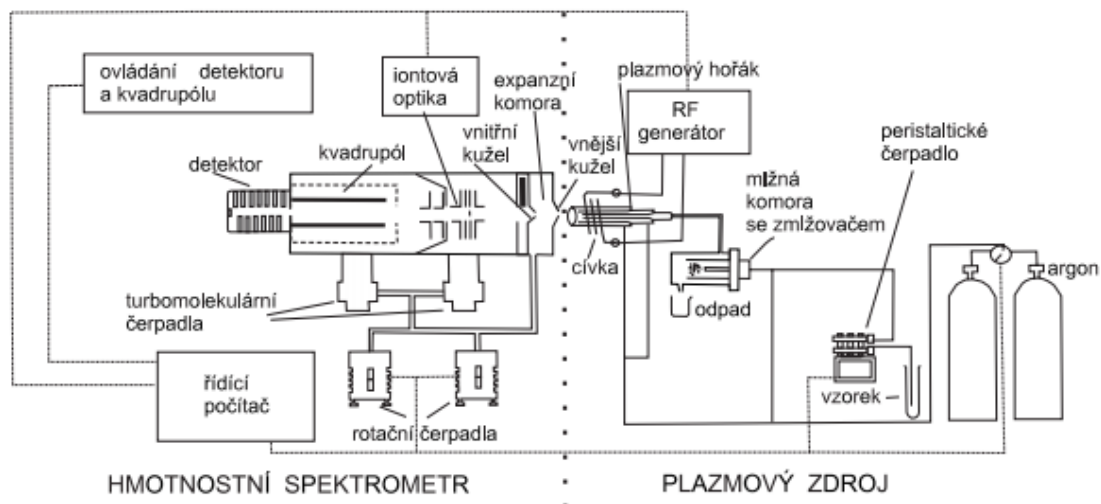 ovládání detektoru
a kvadrupólu
iontová
optika
expanzní
komora
plazmový hořák
RF
generátor
peristaltické
čerpadlo
detektor
kvadrupól
vnitřní
kužel
vnější
kužel
mlžná
komora
se zmlžovačem
cívka
odpad
argon
turbomolekulární
čerpadla
řídící
počítač
rotační čerpadla
vzorek
HMOTNOSTNÍ SPEKTROMETR
PLAZMOVÝ ZDROJ